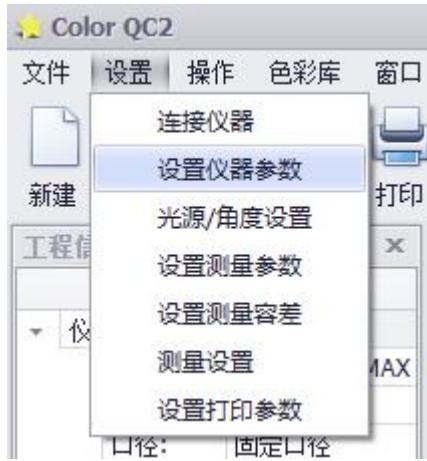 Color QC2
文件 设置 操作 色彩库 窗口
连接仪器
设置仪器参数
新建 打印
光源/角度设置
工程信
设置测量参数
仪
设置测量容差
测量设置
MAX
设置打印参数
口径: 固定口径